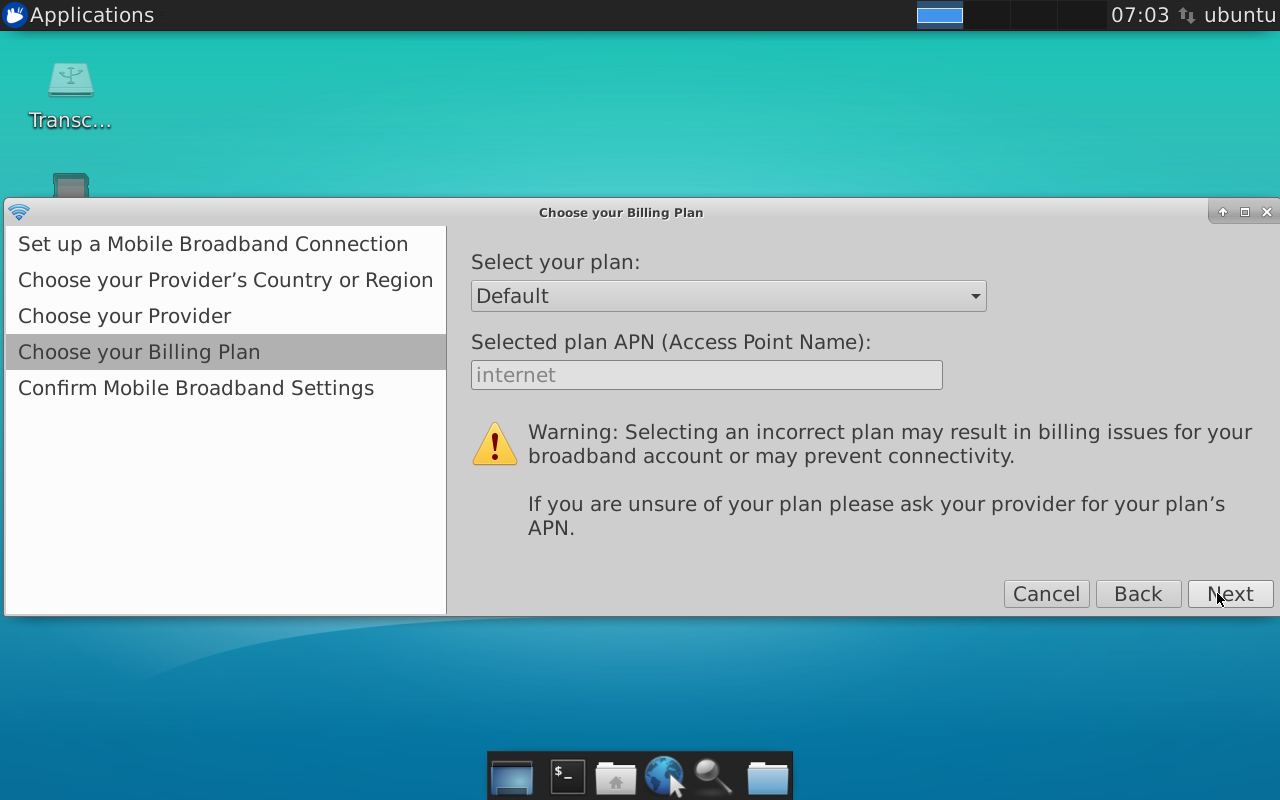 Applications
07:03
ubuntu
Transc...
Choose your Billing Plan
Set up a Mobile Broadband Connection
Choose your Provider’s Country or Region
Choose your Provider
Choose your Billing Plan
Confirm Mobile Broadband Settings
Select your plan:
Default
Selected plan APN (Access Point Name):
internet
Warning: Selecting an incorrect plan may result in billing issues for your
broadband account or may prevent connectivity.
If you are unsure of your plan please ask your provider for your plan’s
APN.
Cancel
Back
Next
$_